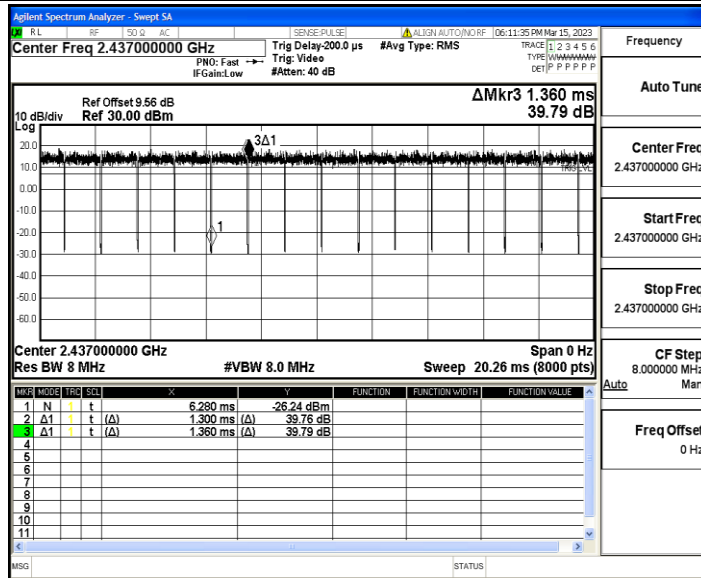 Agilent Spectrum Analyzer - Swept SA
RL RF 50 Ω AC SENSE:PULSE ALIGN AUTO/NO RF 06:11:35 PM Mar 15, 2023
Center Freq 2.437000000 GHz
Trig Delay-200.0 µs #Avg Type: RMS
TRACE 1 2 3 4 5 6
PNO: Fast Trig: Video
TYPE WWWWWW
IFGain:Low #Atten: 40 dB
DET P P P P P P
ΔMkr3 1.360 ms
39.79 dB
Ref Offset 9.56 dB
10 dB/div Ref 30.00 dBm
Log
20.0
10.0
0.00
-10.0
-20.0
-30.0
-40.0
-50.0
-60.0
3Δ1
TRIG LVL
1
Center 2.437000000 GHz Span 0 Hz
Res BW 8 MHz #VBW 8.0 MHz Sweep 20.26 ms (8000 pts)
MKR MODE TRC SCL X Y FUNCTION FUNCTION WIDTH FUNCTION VALUE
1 N 1 t 6.280 ms -26.24 dBm
2 Δ1 1 t (Δ) 1.300 ms (Δ) 39.76 dB
3 Δ1 1 t (Δ) 1.360 ms (Δ) 39.79 dB
4
5
6
7
8
9
10
11
MSG STATUS
Frequency
Auto Tune
Center Freq
2.437000000 GHz
Start Freq
2.437000000 GHz
Stop Freq
2.437000000 GHz
CF Step
8.000000 MHz
Auto Man
Freq Offset
0 Hz